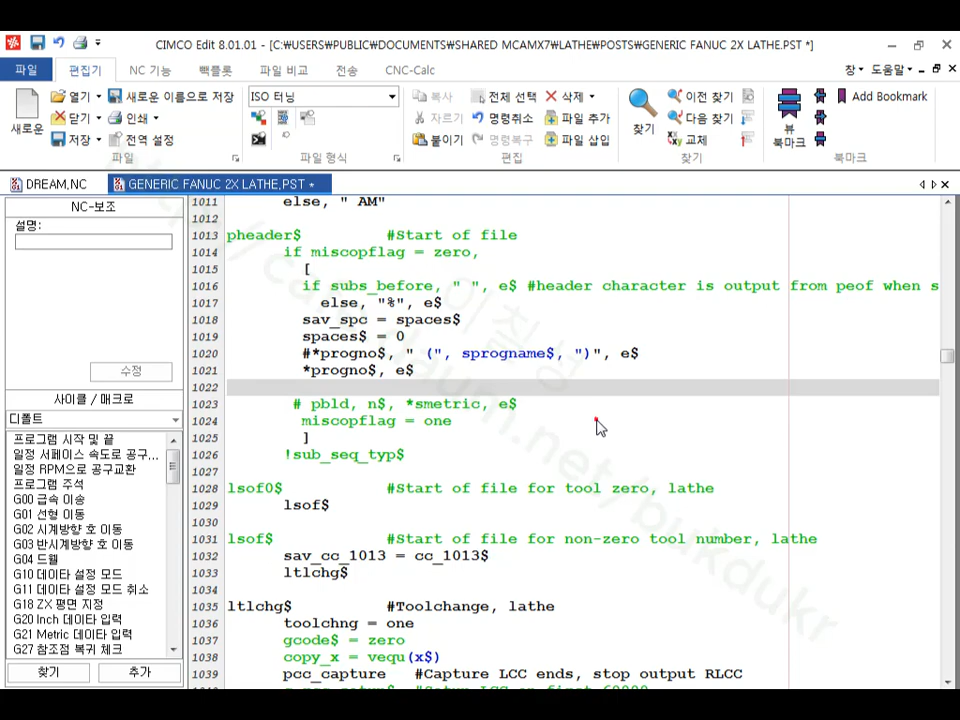 CIMCO Edit 8.01.01 - [C:₩USERS₩PUBLIC₩DOCUMENTS₩SHARED MCAMX7₩LATHE₩POSTS₩GENERIC FANUC 2X LATHE.PST *]
파일 편집기 NC 기능 백플롯 파일 비교 전송 CNC-Calc 창 도움말
새로운 열기 새로운 이름으로 저장 닫기 인쇄 저장 전역 설정
파일
ISO 터닝
파일 형식
복사 자르기 붙이기 전체 선택 명령취소 명령복구 삭제 파일 추가 파일 삽입
편집
찾기 이전 찾기 다음 찾기 교체
찾기
뷰 북마크 Add Bookmark
북마크
DREAM.NC GENERIC FANUC 2X LATHE.PST *
NC-보조
설명:
수정
사이클 / 매크로
디폴트
프로그램 시작 및 끝
일정 서페이스 속도로 공구...
일정 RPM으로 공구교환
프로그램 주석
G00 급속 이송
G01 선형 이동
G02 시계방향 호 이동
G03 반시계방향 호 이동
G04 드웰
G10 데이타 설정 모드
G11 데이타 설정 모드 취소
G18 ZX 평면 지정
G20 Inch 데이타 입력
G21 Metric 데이타 입력
G27 참조점 복귀 체크
찾기 추가
1011 else, " AM"
1012
1013 pheader$ #Start of file
1014 if miscopflag = zero,
1015 [
1016 if subs_before, " ", e$ #header character is output from peof when s
1017 else, "%", e$
1018 sav_spc = spaces$
1019 spaces$ = 0
1020 #*progno$, " (", sprogname$, ")", e$
1021 *progno$, e$
1022
1023 # pbld, n$, *smetric, e$
1024 miscopflag = one
1025 ]
1026 !sub_seq_typ$
1027
1028 lsof0$ #Start of file for tool zero, lathe
1029 lsof$
1030
1031 lsof$ #Start of file for non-zero tool number, lathe
1032 sav_cc_1013 = cc_1013$
1033 ltlchg$
1034
1035 ltlchg$ #Toolchange, lathe
1036 toolchng = one
1037 gcode$ = zero
1038 copy_x = vequ(x$)
1039 pcc_capture #Capture LCC ends, stop output RLCC